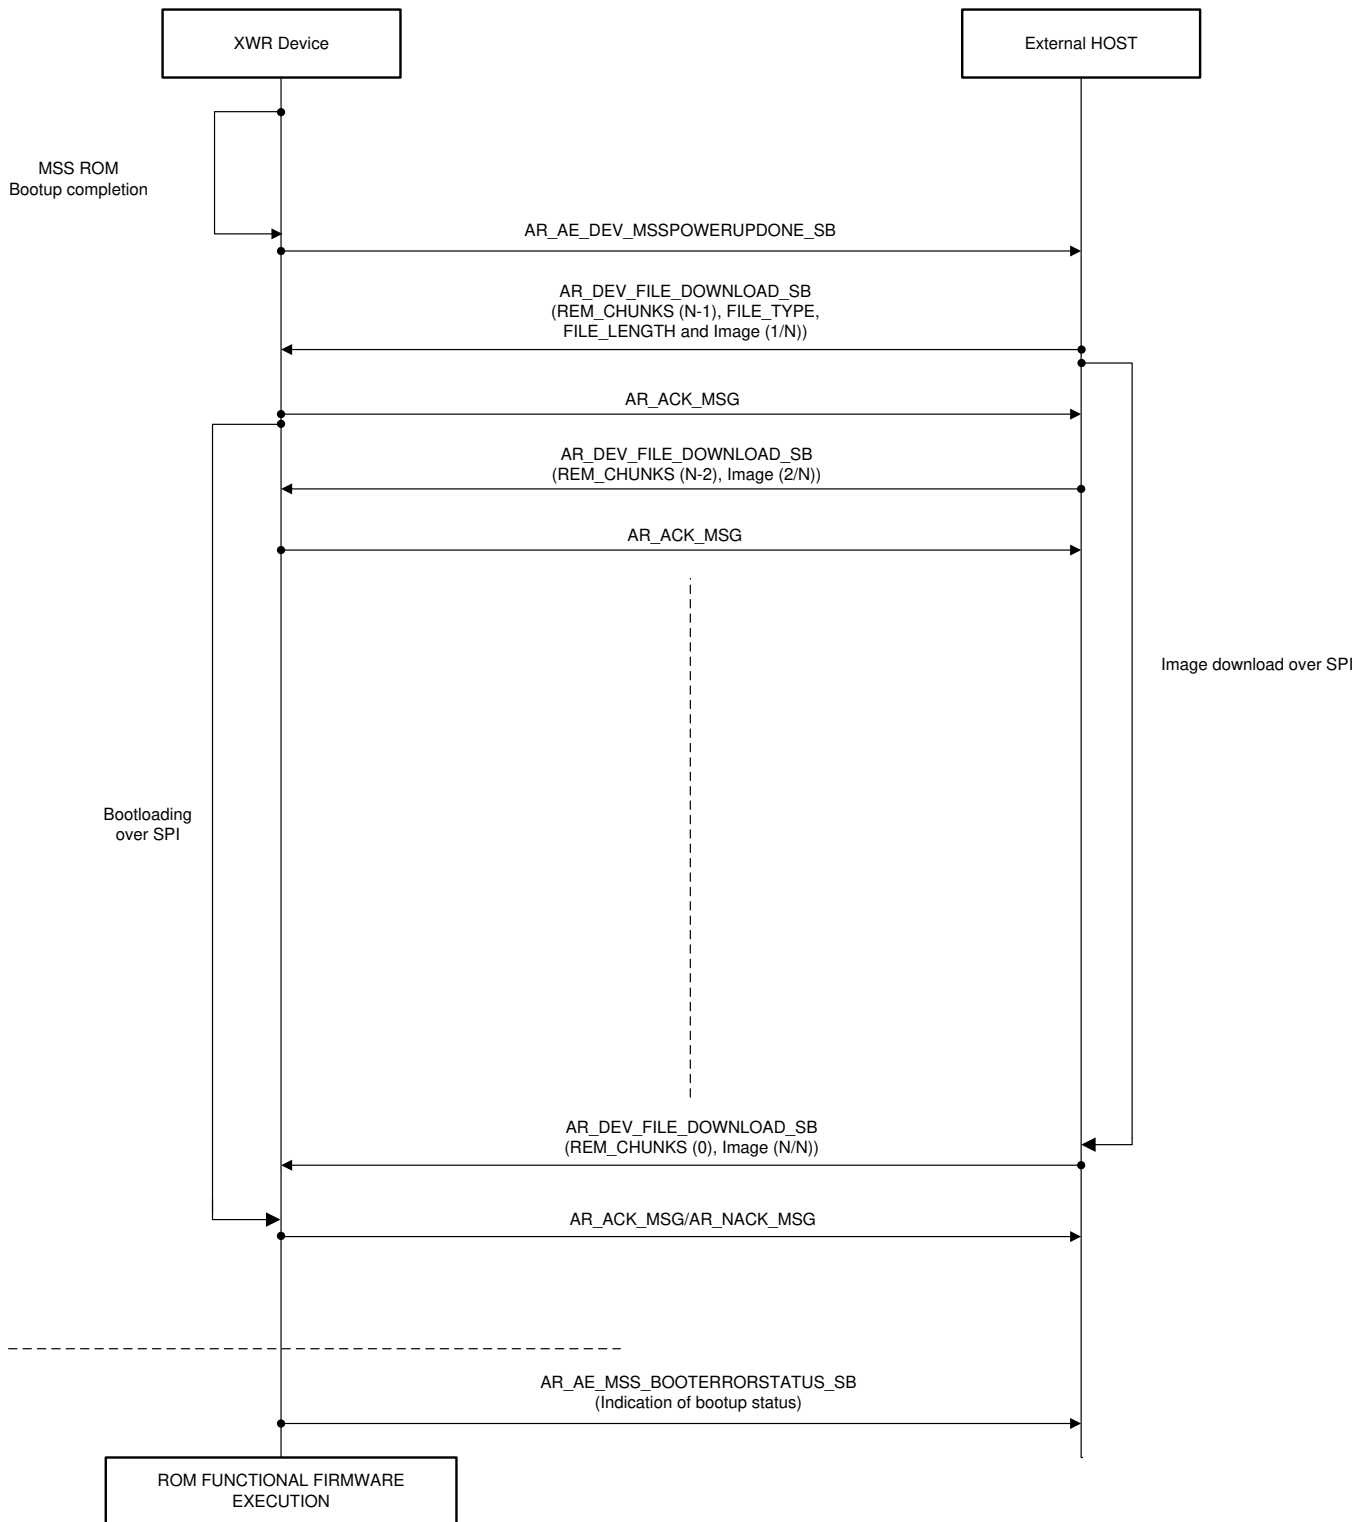 XWR Device
External HOST
MSS ROM
Bootup completion
AR_AE_DEV_MSSPOWERUPDONE_SB
AR_DEV_FILE_DOWNLOAD_SB
(REM_CHUNKS (N-1), FILE_TYPE,
FILE_LENGTH and Image (1/N))
AR_ACK_MSG
AR_DEV_FILE_DOWNLOAD_SB
(REM_CHUNKS (N-2), Image (2/N))
AR_ACK_MSG
Image download over SPI
Bootloading
over SPI
AR_DEV_FILE_DOWNLOAD_SB
(REM_CHUNKS (0), Image (N/N))
AR_ACK_MSG/AR_NACK_MSG
AR_AE_MSS_BOOTERRORSTATUS_SB
(Indication of bootup status)
ROM FUNCTIONAL FIRMWARE
EXECUTION